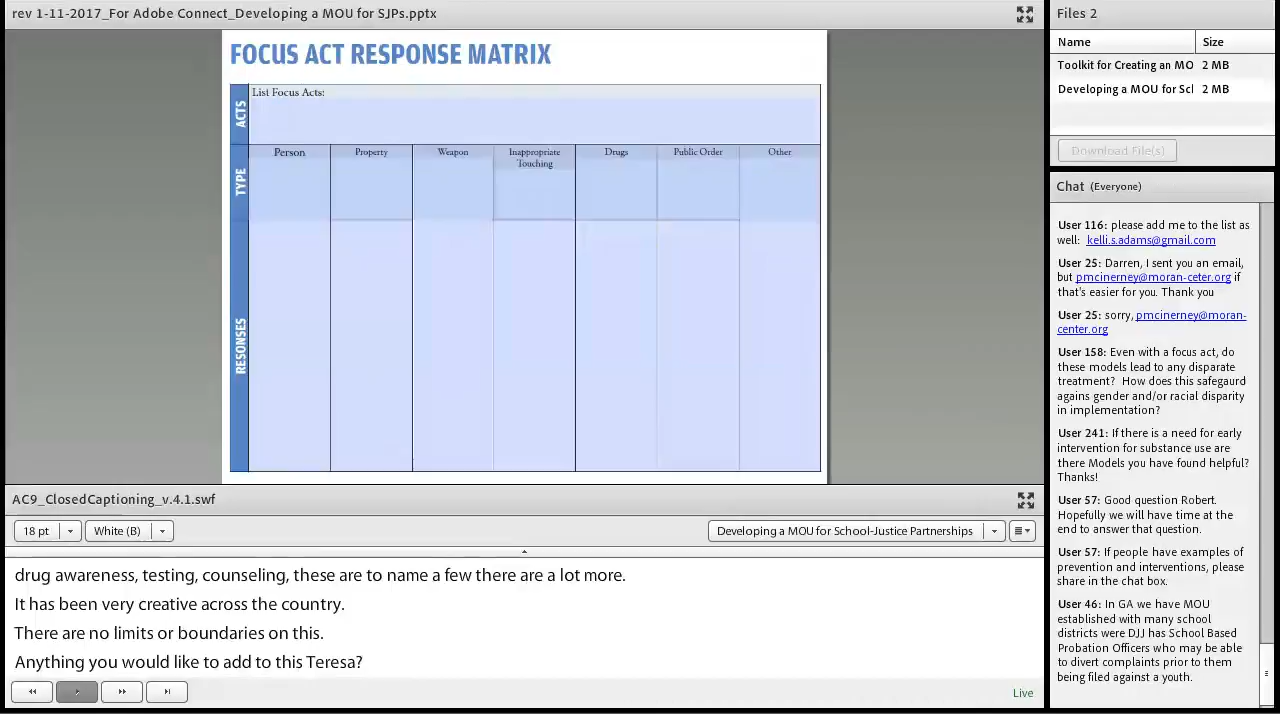 rev 1-11-2017_For Adobe Connect_Developing a MOU for SJPs.pptx
FOCUS ACT RESPONSE MATRIX
ACTS
List Focus Acts:
TYPE
Person
Property
Weapon
Inappropriate
Touching
Drugs
Public Order
Other
RESONSES
AC9_ClosedCaptioning_v.4.1.swf
18 pt
White (B)
Developing a MOU for School-Justice Partnerships
drug awareness, testing, counseling, these are to name a few there are a lot more.
It has been very creative across the country.
There are no limits or boundaries on this.
Anything you would like to add to this Teresa?
Live
Files 2
Name Size
Toolkit for Creating an MO 2 MB
Developing a MOU for Scl 2 MB
Download File(s)
Chat (Everyone)
User 116: please add me to the list as
well: kelli.s.adams@gmail.com
User 25: Darren, I sent you an email,
but pmcinerney@moran-ceter.org if
that's easier for you. Thank you
User 25: sorry, pmcinerney@moran-
center.org
User 158: Even with a focus act, do
these models lead to any disparate
treatment? How does this safegaurd
agains gender and/or racial disparity
in implementation?
User 241: If there is a need for early
intervention for substance use are
there Models you have found helpful?
Thanks!
User 57: Good question Robert.
Hopefully we will have time at the
end to answer that question.
User 57: If people have examples of
prevention and interventions, please
share in the chat box.
User 46: In GA we have MOU
established with many school
districts were DJJ has School Based
Probation Officers who may be able
to divert complaints prior to them
being filed against a youth.